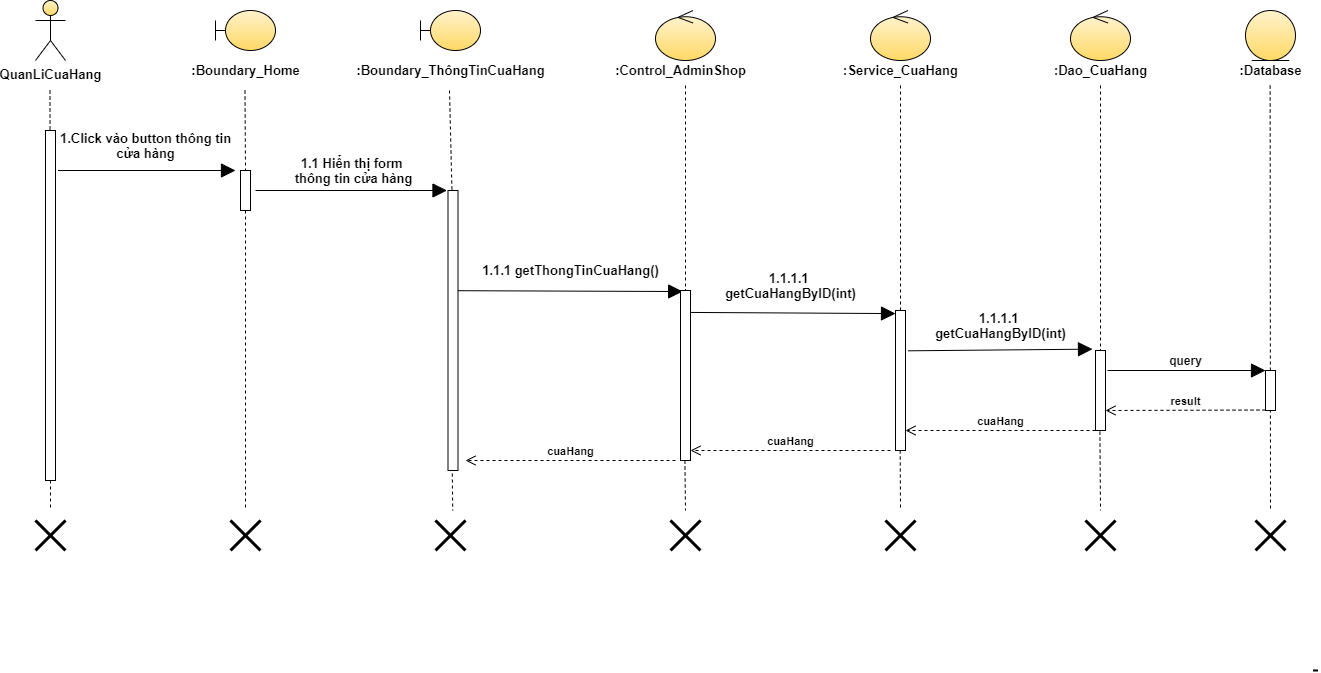 QuanLiCuaHang
:Boundary_Home
:Boundary_ThôngTinCuaHang
:Control_AdminShop
:Service_CuaHang
:Dao_CuaHang
:Database
1.Click vào button thông tin
cửa hàng
1.1 Hiển thị form
thông tin cửa hàng
1.1.1 getThongTinCuaHang()
1.1.1.1
getCuaHangByID(int)
1.1.1.1
getCuaHangByID(int)
query
result
cuaHang
cuaHang
cuaHang